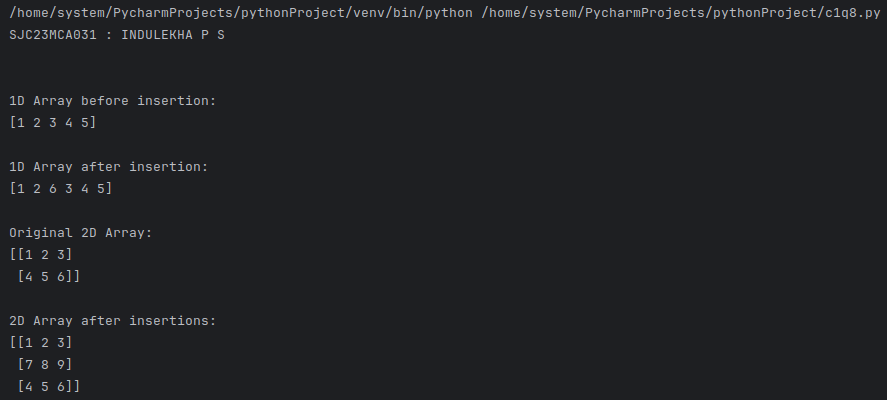 /home/system/PycharmProjects/pythonProject/venv/bin/python /home/system/PycharmProjects/pythonProject/c1q8.py
SJC23MCA031 : INDULEKHA P S
1D Array before insertion:
[1 2 3 4 5]
1D Array after insertion:
[1 2 6 3 4 5]
Original 2D Array:
[[1 2 3]
 [4 5 6]]
2D Array after insertions:
[[1 2 3]
 [7 8 9]
 [4 5 6]]